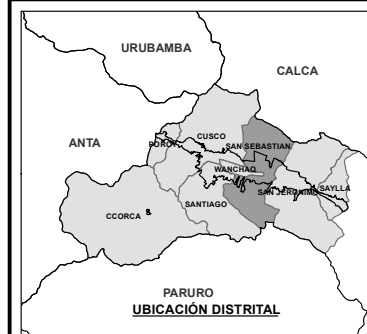 URUBAMBA
CALCA
ANTA
CUSCO
POROY
SAN SEBASTIAN
WANCHAQ
SAN JERONIMO
SAYLLA
CCORCA
SANTIAGO
PARURO
UBICACIÓN DISTRITAL